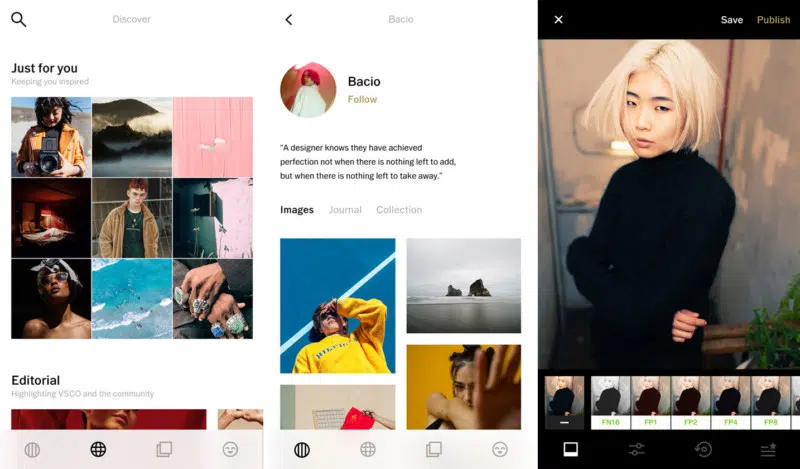 Discover
Just for you
Keeping you inspired
Editorial
Highlighting VSCO and the community
Bacio
Bacio
Follow
"A designer knows they have achieved
perfection not when there is nothing left to add,
but when there is nothing left to take away."
Images Journal Collection
Save Publish
FN16 FP1 FP2 FP4 FP8